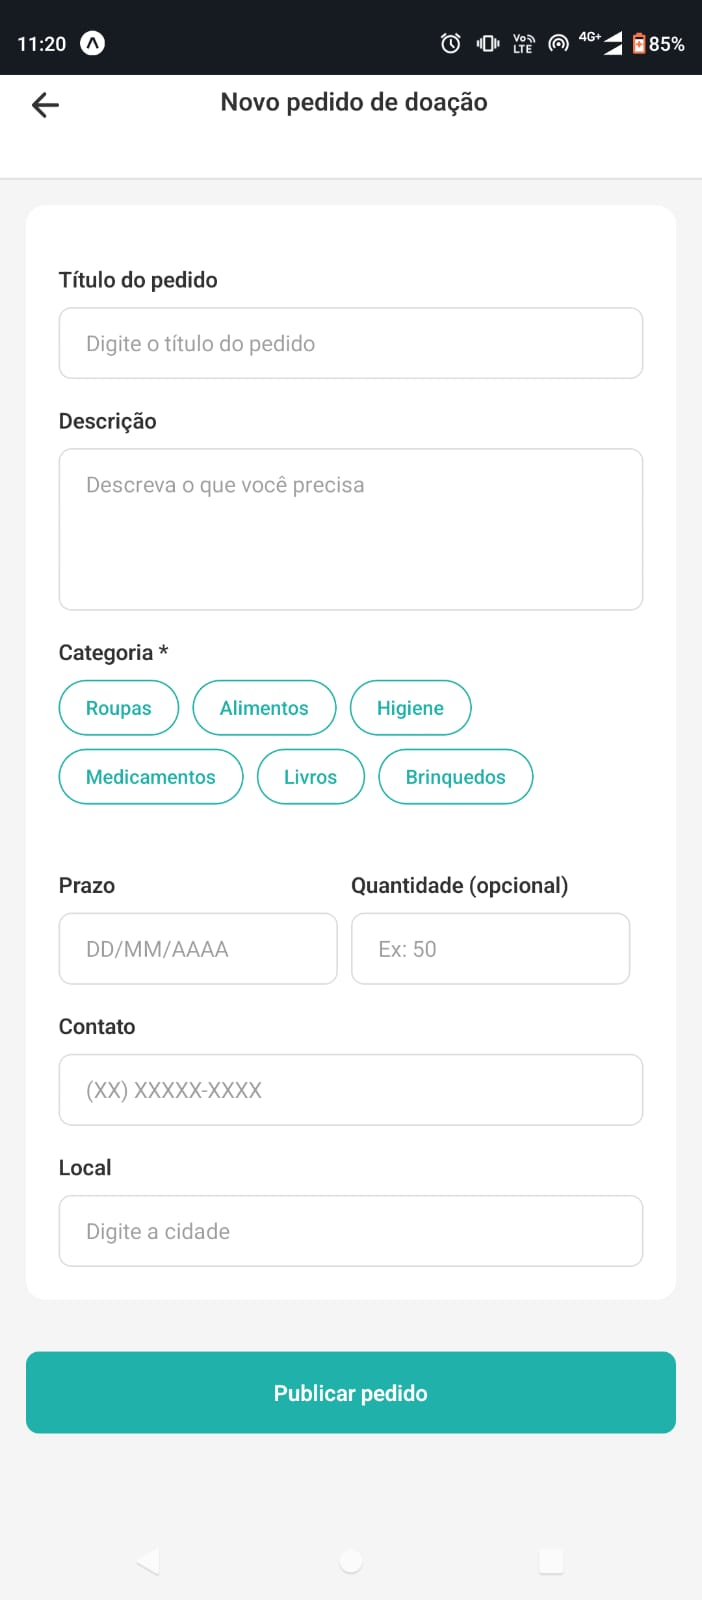 11:20
Vo LTE 4G+ 85%
Novo pedido de doação
Título do pedido
Digite o título do pedido
Descrição
Descreva o que você precisa
Categoria *
Roupas Alimentos Higiene
Medicamentos Livros Brinquedos
Prazo Quantidade (opcional)
DD/MM/AAAA Ex: 50
Contato
(XX) XXXXX-XXXX
Local
Digite a cidade
Publicar pedido